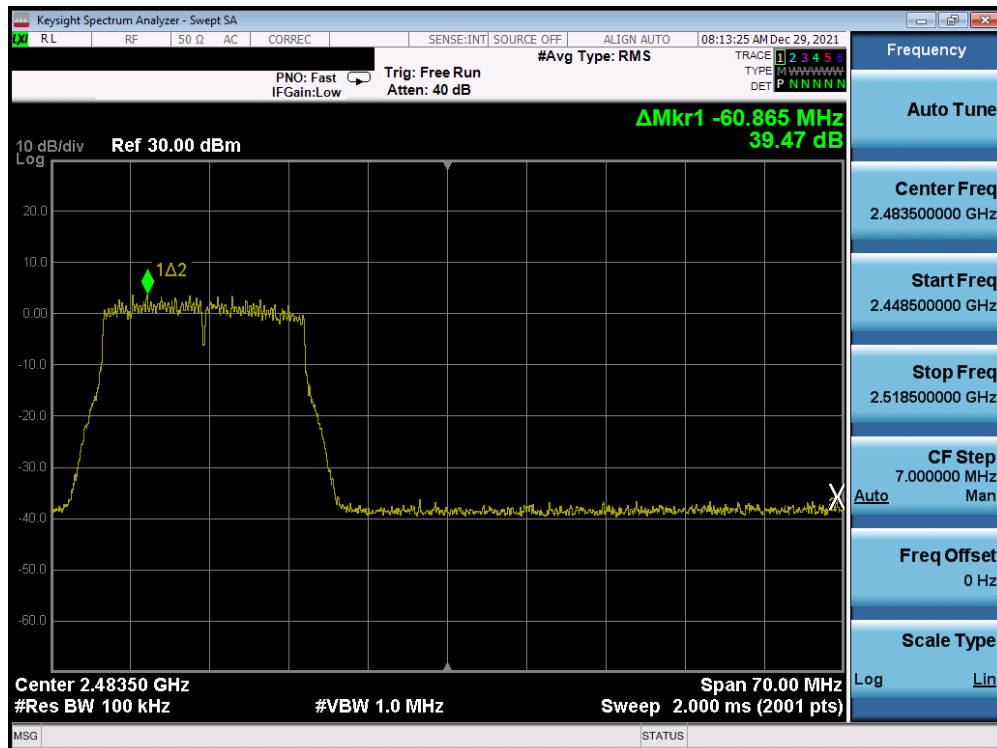 Keysight Spectrum Analyzer - Swept SA
LXI RL RF 50 Ω AC CORREC SENSE:INT SOURCE OFF ALIGN AUTO 08:13:25 AM Dec 29, 2021
#Avg Type: RMS TRACE 1 2 3 4 5 6
PNO: Fast Trig: Free Run TYPE M W W W W W
IFGain:Low Atten: 40 dB DET P N N N N N
ΔMkr1 -60.865 MHz
39.47 dB
10 dB/div Ref 30.00 dBm
Log
20.0
10.0
1Δ2
0.00
-10.0
-20.0
-30.0
-40.0
-50.0
-60.0
X
Center 2.48350 GHz Span 70.00 MHz
#Res BW 100 kHz #VBW 1.0 MHz Sweep 2.000 ms (2001 pts)
MSG STATUS
Frequency
Auto Tune
Center Freq
2.483500000 GHz
Start Freq
2.448500000 GHz
Stop Freq
2.518500000 GHz
CF Step
7.000000 MHz
Auto Man
Freq Offset
0 Hz
Scale Type
Log Lin